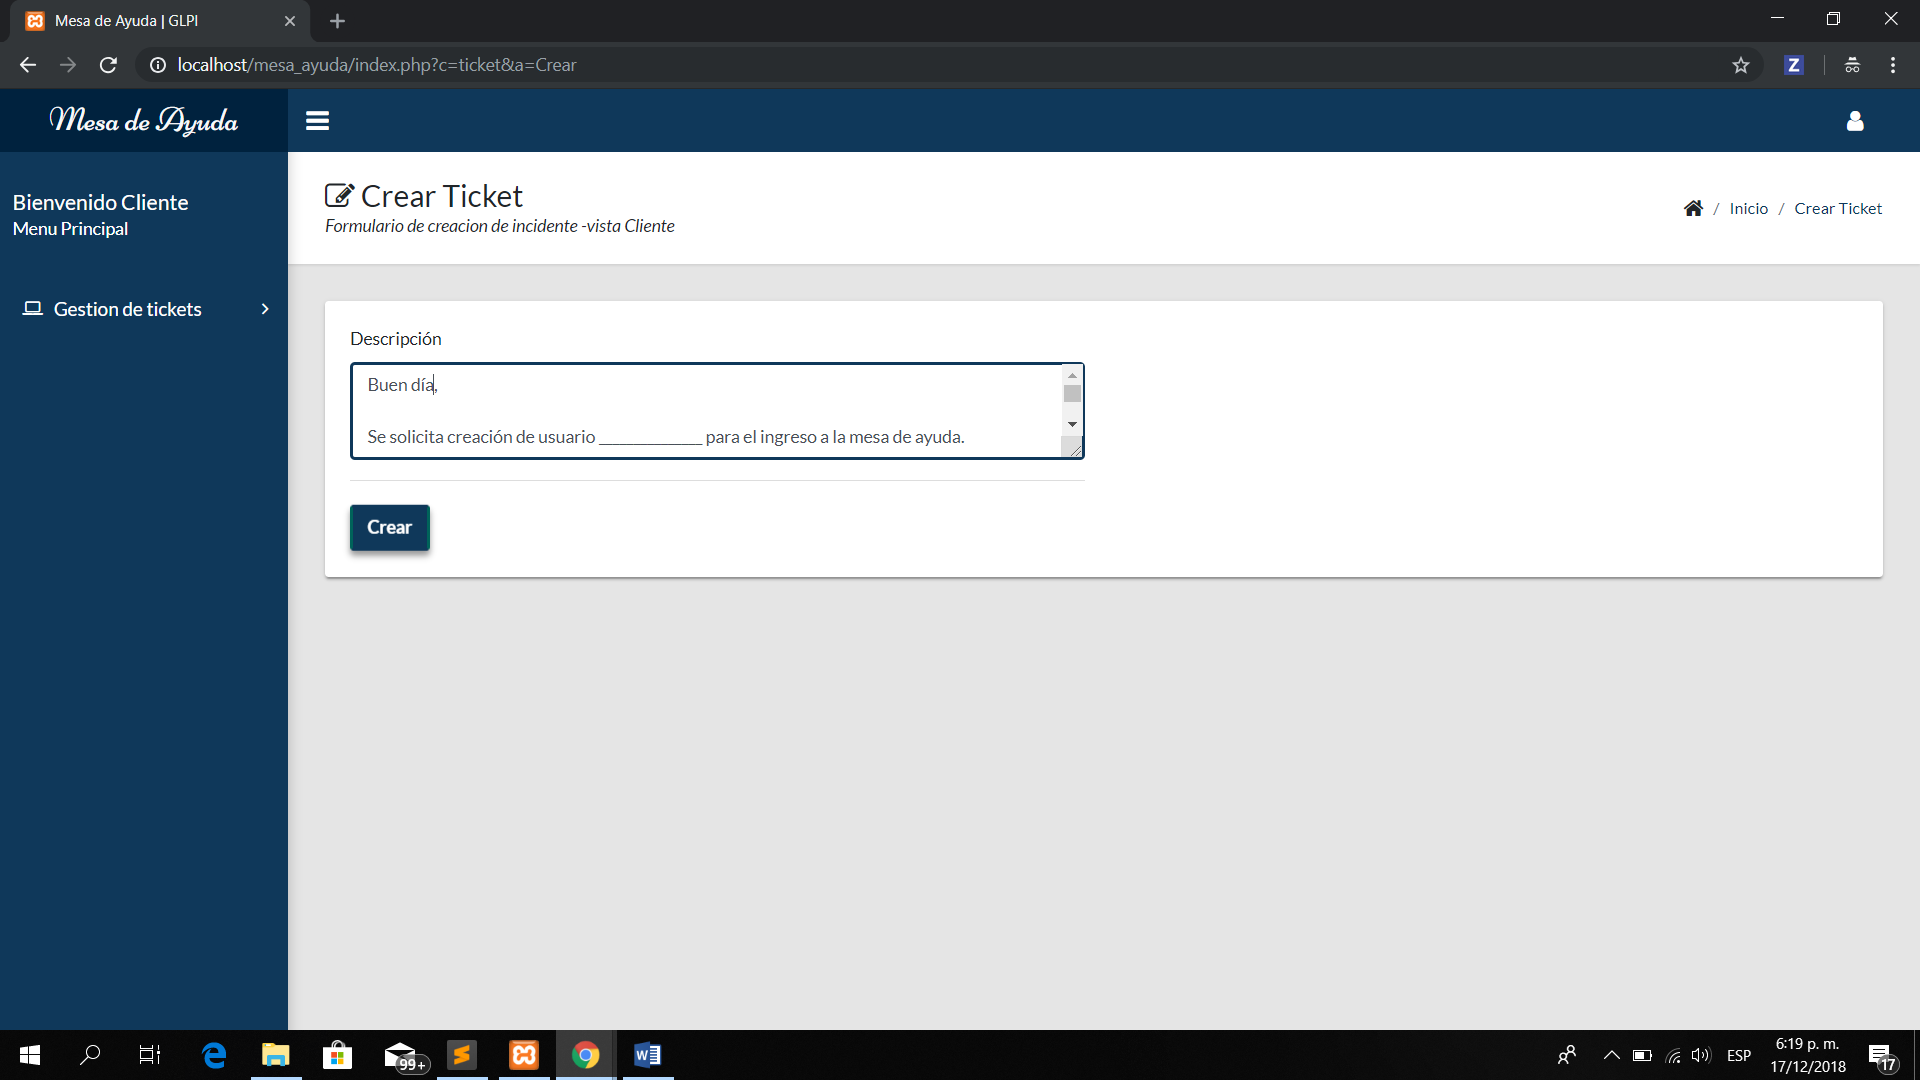 Mesa de Ayuda | GLPI
localhost/mesa_ayuda/index.php?c=ticket&a=Crear
Z
Mesa de Ayuda
Bienvenido Cliente
Menu Principal
Gestion de tickets
Crear Ticket
Formulario de creacion de incidente -vista Cliente
/ Inicio / Crear Ticket
Descripción
Buen día,
Se solicita creación de usuario ______________ para el ingreso a la mesa de ayuda.
Crear
99+
W
ESP
6:19 p. m.
17/12/2018
17